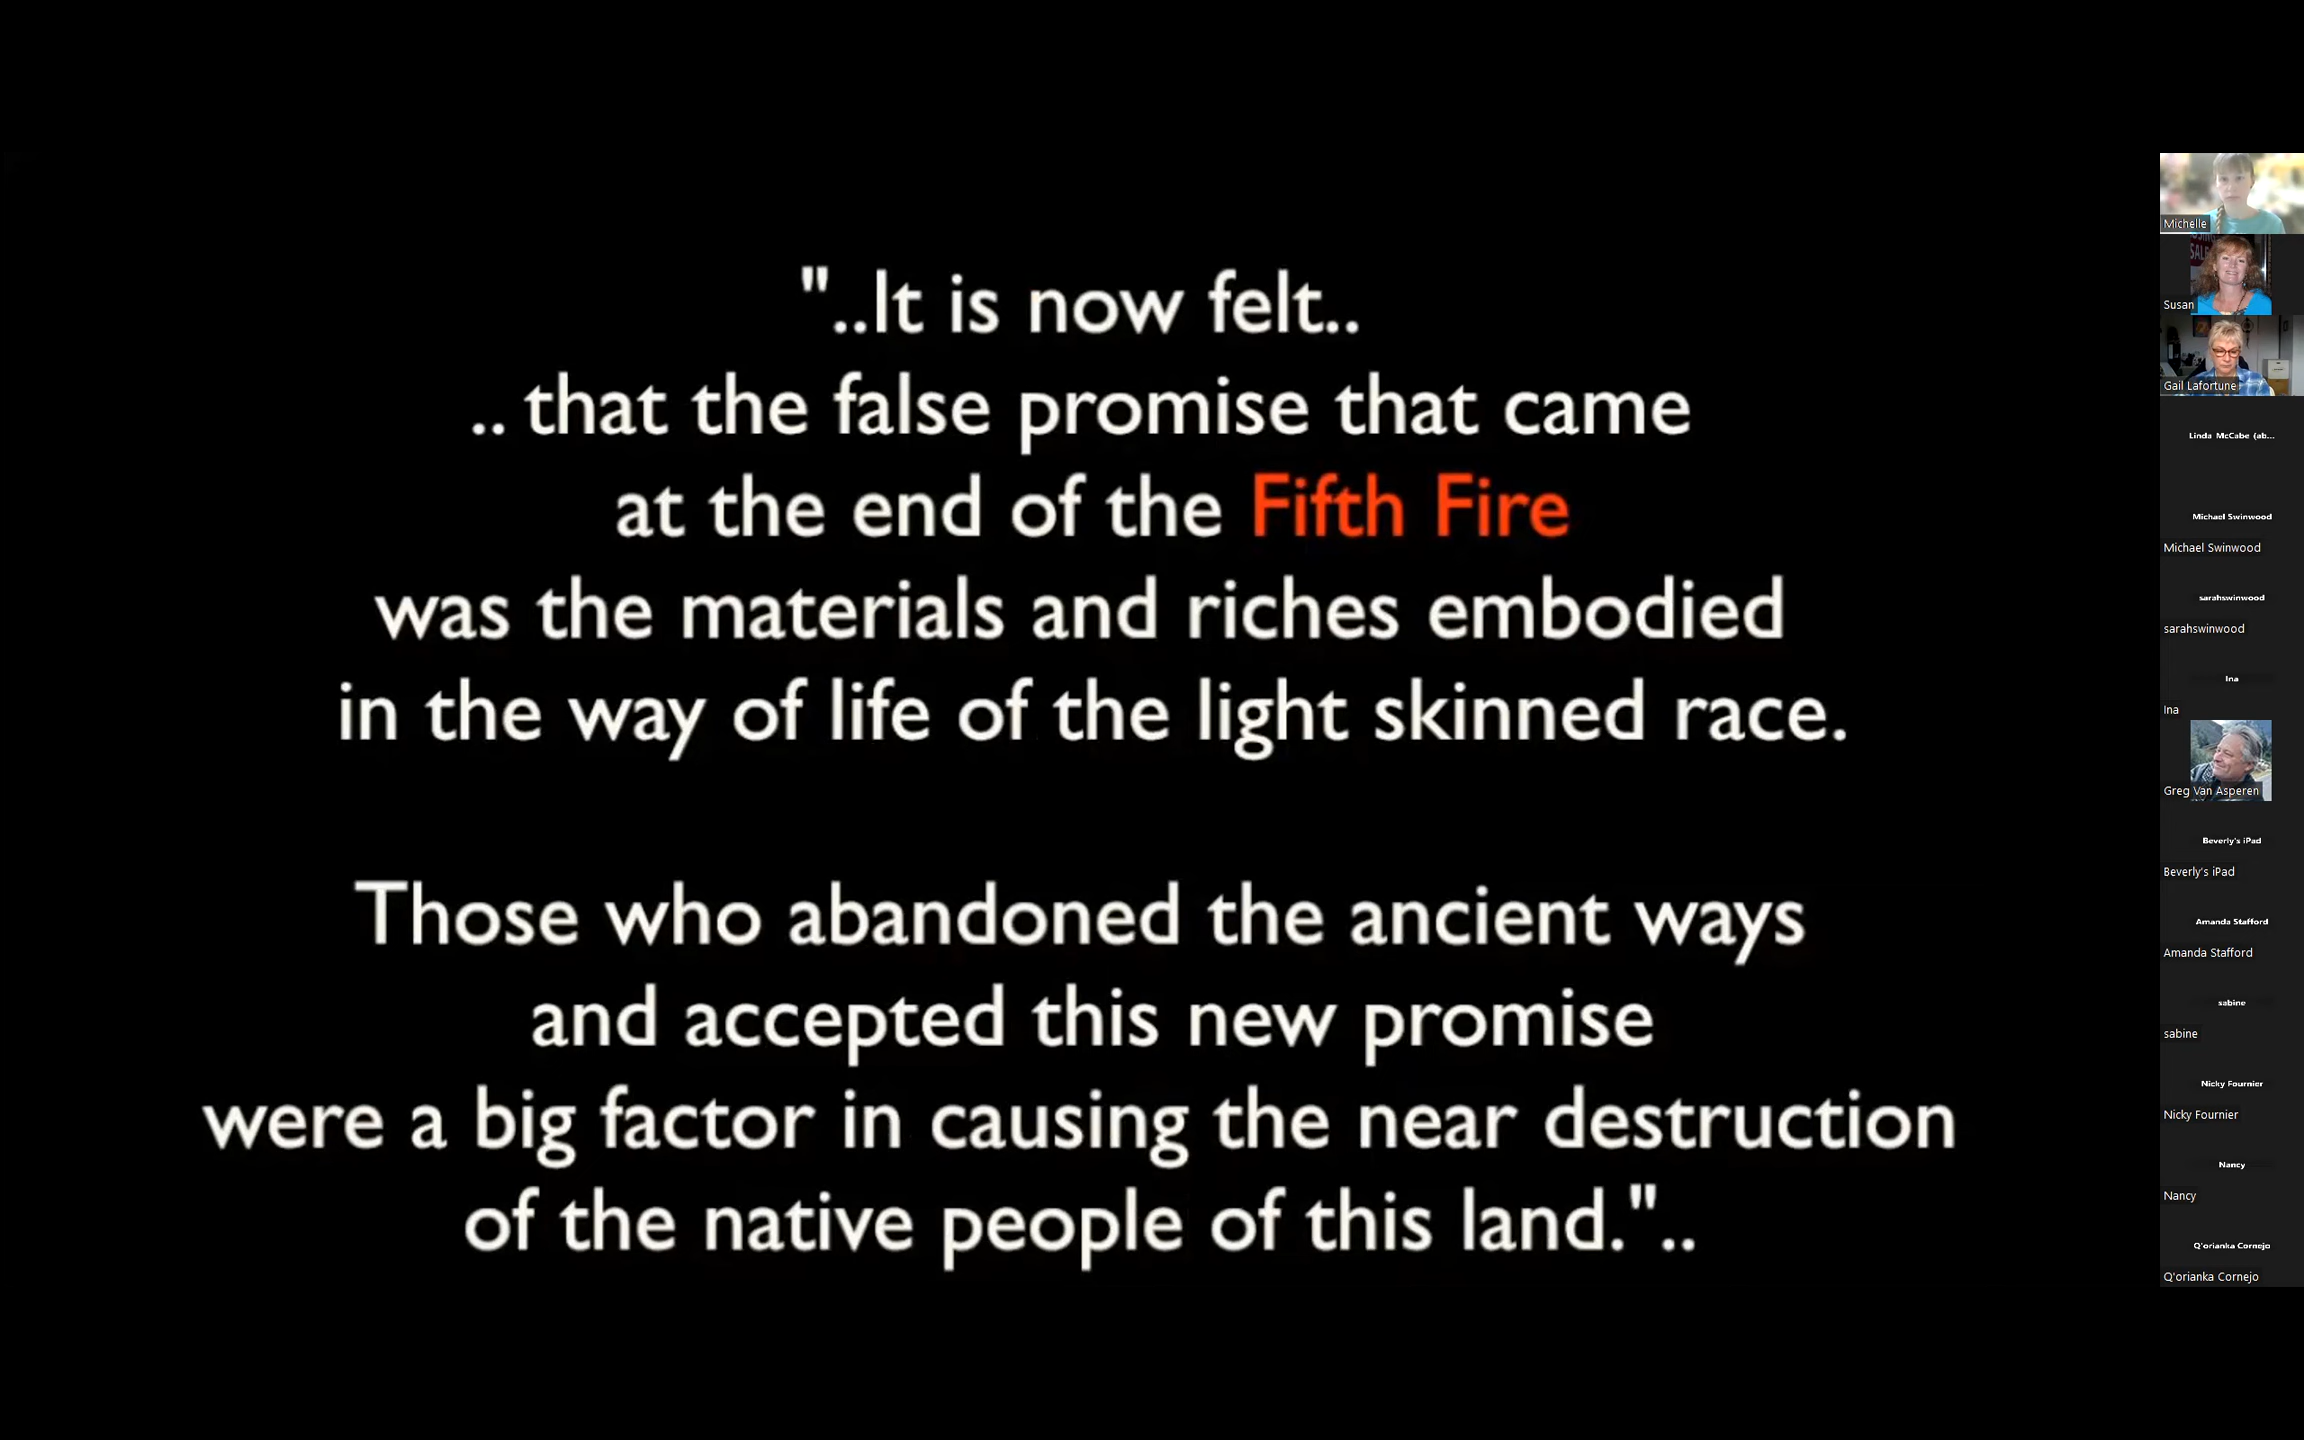 "..It is now felt..
.. that the false promise that came
at the end of the Fifth Fire
was the materials and riches embodied
in the way of life of the light skinned race.
Those who abandoned the ancient ways
and accepted this new promise
were a big factor in causing the near destruction
of the native people of this land."..
Michelle
SALE
Susan
Gail Lafortune
Linda McCabe (ab...
Michael Swinwood
Michael Swinwood
sarahswinwood
sarahswinwood
Ina
Ina
Greg Van Asperen
Beverly's iPad
Beverly's iPad
Amanda Stafford
Amanda Stafford
sabine
sabine
Nicky Fournier
Nicky Fournier
Nancy
Nancy
Q'orianka Cornejo
Q'orianka Cornejo